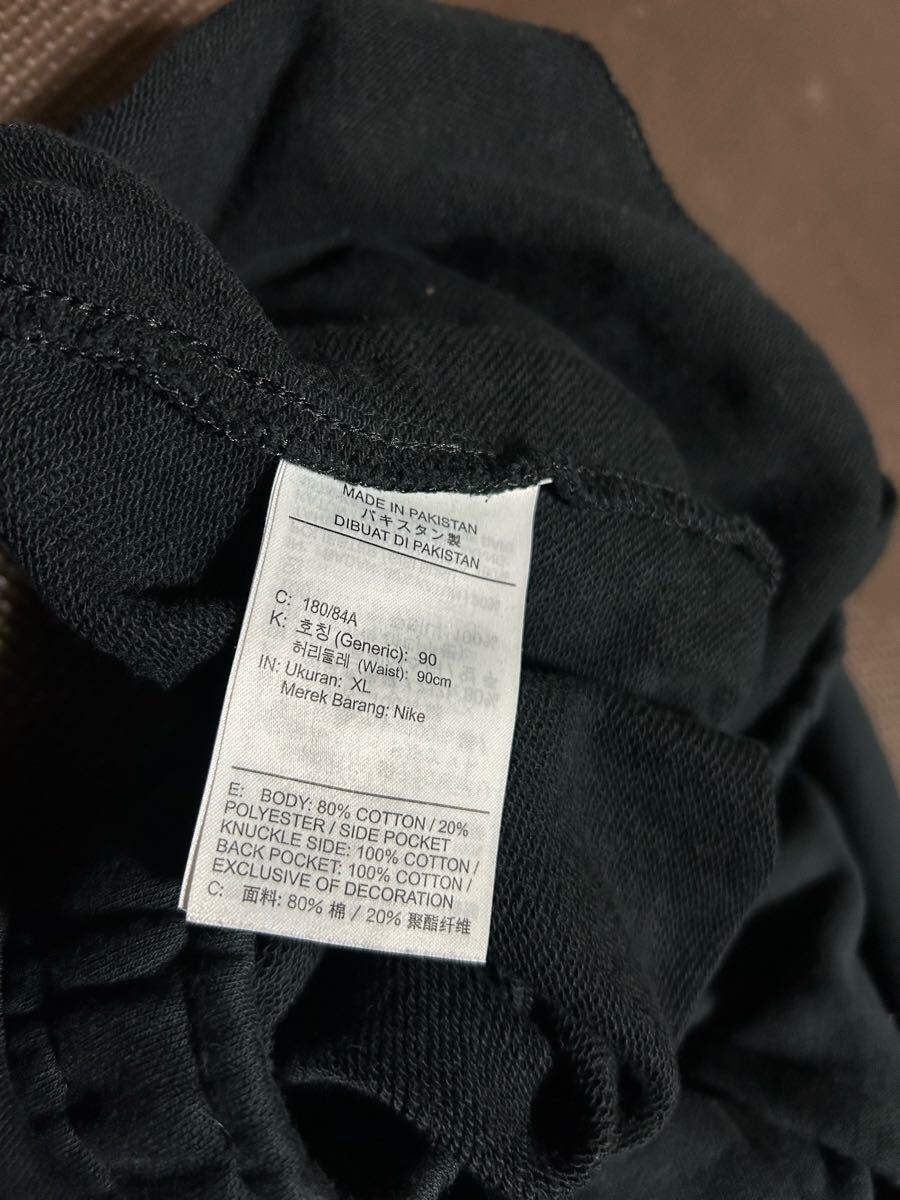 MADE IN PAKISTAN
パキスタン製
DIBUAT DI PAKISTAN
C: 180/84A
K: 호칭 (Generic): 90
허리둘레 (Waist): 90cm
IN: Ukuran: XL
Merek Barang: Nike
E: BODY: 80% COTTON / 20%
POLYESTER / SIDE POCKET
KNUCKLE SIDE: 100% COTTON /
BACK POCKET: 100% COTTON /
EXCLUSIVE OF DECORATION
C: 面料: 80% 棉 / 20% 聚酯纤维